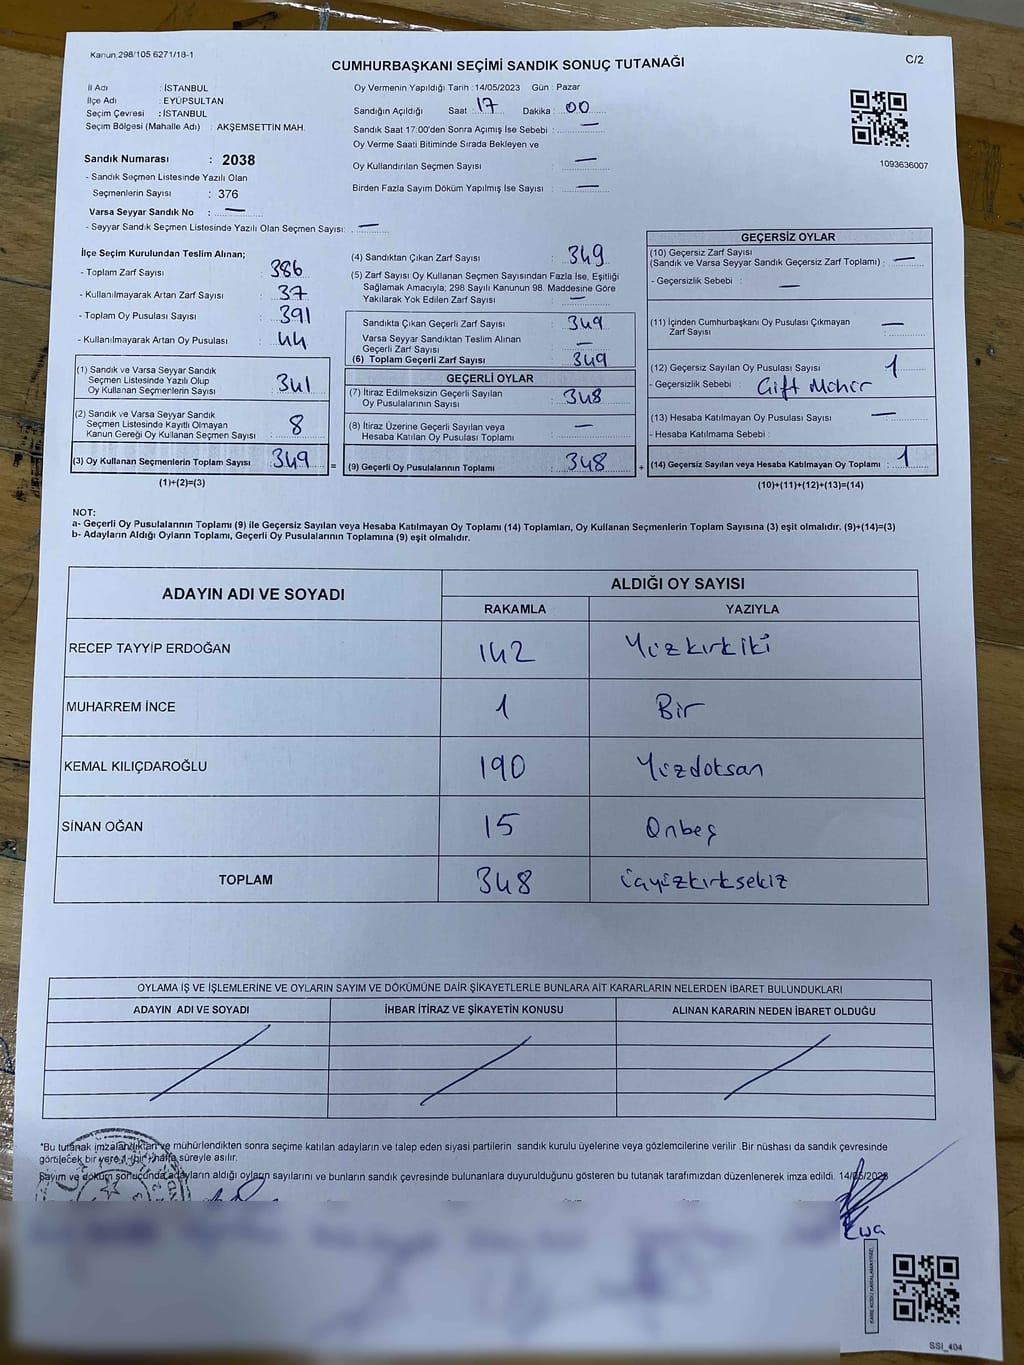 Kanun 298/105 6271/18-1
CUMHURBAŞKANI SEÇİMİ SANDIK SONUÇ TUTANAĞI
C/2
İl Adı : İSTANBUL
İlçe Adı : EYÜPSULTAN
Seçim Çevresi : İSTANBUL
Seçim Bölgesi (Mahalle Adı) : AKŞEMSETTİN MAH.
Oy Vermenin Yapıldığı Tarih : 14/05/2023 Gün : Pazar
Sandığın Açıldığı Saat : 17 Dakika : 00
Sandık Saat 17:00'den Sonra Açımış İse Sebebi : —
Oy Verme Saati Bitiminde Sırada Bekleyen ve
Oy Kullandırılan Seçmen Sayısı —
Birden Fazla Sayım Döküm Yapılmış İse Sayısı : —
1093636007
Sandık Numarası : 2038
- Sandık Seçmen Listesinde Yazılı Olan
Seçmenlerin Sayısı : 376
Varsa Seyyar Sandık No : —
- Seyyar Sandık Seçmen Listesinde Yazılı Olan Seçmen Sayısı: —
İlçe Seçim Kurulundan Teslim Alınan;
- Toplam Zarf Sayısı : 386
- Kullanılmayarak Artan Zarf Sayısı : 37
- Toplam Oy Pusulası Sayısı : 391
- Kullanılmayarak Artan Oy Pusulası : 44
(1) Sandık ve Varsa Seyyar Sandık
Seçmen Listesinde Yazılı Olup
Oy Kullanan Seçmenlerin Sayısı : 341
(2) Sandık ve Varsa Seyyar Sandık
Seçmen Listesinde Kayıtlı Olmayan
Kanun Gereği Oy Kullanan Seçmen Sayısı : 8
(3) Oy Kullanan Seçmenlerin Toplam Sayısı : 349 =
(1)+(2)=(3)
(4) Sandıktan Çıkan Zarf Sayısı : 349
(5) Zarf Sayısı Oy Kullanan Seçmen Sayısından Fazla İse, Eşitliği
Sağlamak Amacıyla; 298 Sayılı Kanunun 98. Maddesine Göre
Yakılarak Yok Edilen Zarf Sayısı : —
Sandıkta Çıkan Geçerli Zarf Sayısı : 349
Varsa Seyyar Sandıktan Teslim Alınan
Geçerli Zarf Sayısı : —
(6) Toplam Geçerli Zarf Sayısı : 349
GEÇERLİ OYLAR
(7) İtiraz Edilmeksizin Geçerli Sayılan
Oy Pusulalarının Sayısı : 348
(8) İtiraz Üzerine Geçerli Sayılan veya
Hesaba Katılan Oy Pusulası Toplamı : —
(9) Geçerli Oy Pusulalarının Toplamı : 348 +
GEÇERSİZ OYLAR
(10) Geçersiz Zarf Sayısı
(Sandık ve Varsa Seyyar Sandık Geçersiz Zarf Toplamı) : —
- Geçersizlik Sebebi : —
(11) İçinden Cumhurbaşkanı Oy Pusulası Çıkmayan
Zarf Sayısı : —
(12) Geçersiz Sayılan Oy Pusulası Sayısı : 1
- Geçersizlik Sebebi : Çift Mühür
(13) Hesaba Katılmayan Oy Pusulası Sayısı : —
- Hesaba Katılmama Sebebi :
(14) Geçersiz Sayılan veya Hesaba Katılmayan Oy Toplamı : 1
(10)+(11)+(12)+(13)=(14)
NOT:
a- Geçerli Oy Pusulalarının Toplamı (9) ile Geçersiz Sayılan veya Hesaba Katılmayan Oy Toplamı (14) Toplamları, Oy Kullanan Seçmenlerin Toplam Sayısına (3) eşit olmalıdır. (9)+(14)=(3)
b- Adayların Aldığı Oyların Toplamı, Geçerli Oy Pusulalarının Toplamına (9) eşit olmalıdır.
ADAYIN ADI VE SOYADI
ALDIĞI OY SAYISI
RAKAMLA YAZIYLA
RECEP TAYYİP ERDOĞAN 142 Yüzkırkiki
MUHARREM İNCE 1 Bir
KEMAL KILIÇDAROĞLU 190 Yüzdoksan
SİNAN OĞAN 15 Onbeş
TOPLAM 348 üçyüzkırksekiz
OYLAMA İŞ VE İŞLEMLERİNE VE OYLARIN SAYIM VE DÖKÜMÜNE DAİR ŞİKAYETLERLE BUNLARA AİT KARARLARIN NELERDEN İBARET BULUNDUKLARI
ADAYIN ADI VE SOYADI İHBAR İTİRAZ VE ŞİKAYETİN KONUSU ALINAN KARARIN NEDEN İBARET OLDUĞU
*Bu tutanak imzalandıktan ve mühürlendikten sonra seçime katılan adayların ve talep eden siyasi partilerin sandık kurulu üyelerine veya gözlemcilerine verilir. Bir nüshası da sandık çevresinde
görülecek bir yere 1 (bir) hafta süreyle asılır.
Sayım ve döküm sonucunda adayların aldığı oyların sayılarını ve bunların sandık çevresinde bulunanlara duyurulduğunu gösteren bu tutanak tarafımızdan düzenlenerek imza edildi. 14/05/2023
KARE KODU KARALAMAYINIZ!
SSI_404